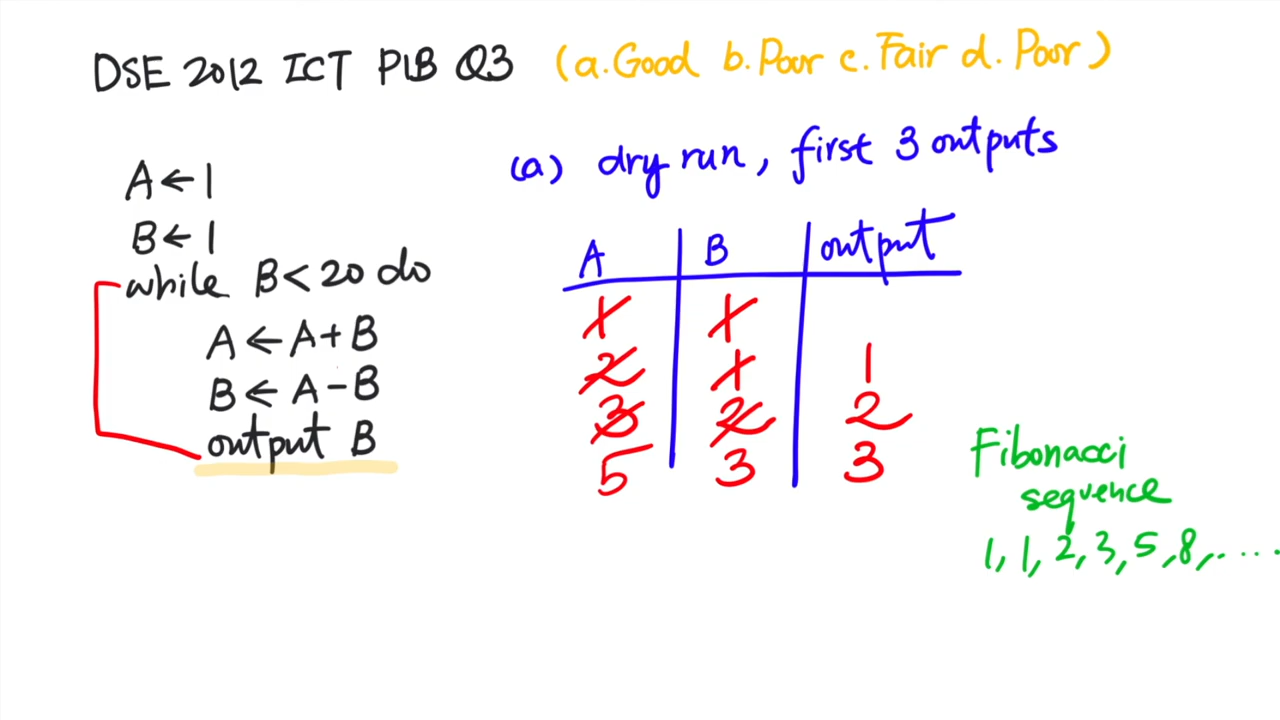 DSE 2012 ICT P1B Q3 (a. Good b. Poor c. Fair d. Poor)
(a) dry run, first 3 outputs
A ← 1
B ← 1
while B < 20 do
A ← A + B
B ← A - B
output B
A B output
1 1
2 1 1
3 2 2
5 3 3
Fibonacci
sequence
1, 1, 2, 3, 5, 8, .....